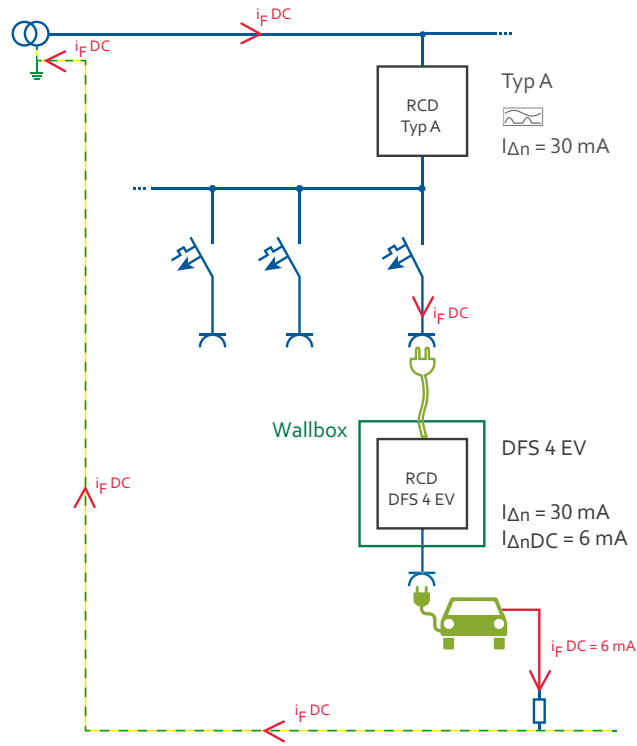 iF DC
iF DC
RCD
Typ A
Typ A
IΔn = 30 mA
iF DC
Wallbox
RCD
DFS 4 EV
DFS 4 EV
IΔn = 30 mA
IΔnDC = 6 mA
iF DC
iF DC = 6 mA
iF DC